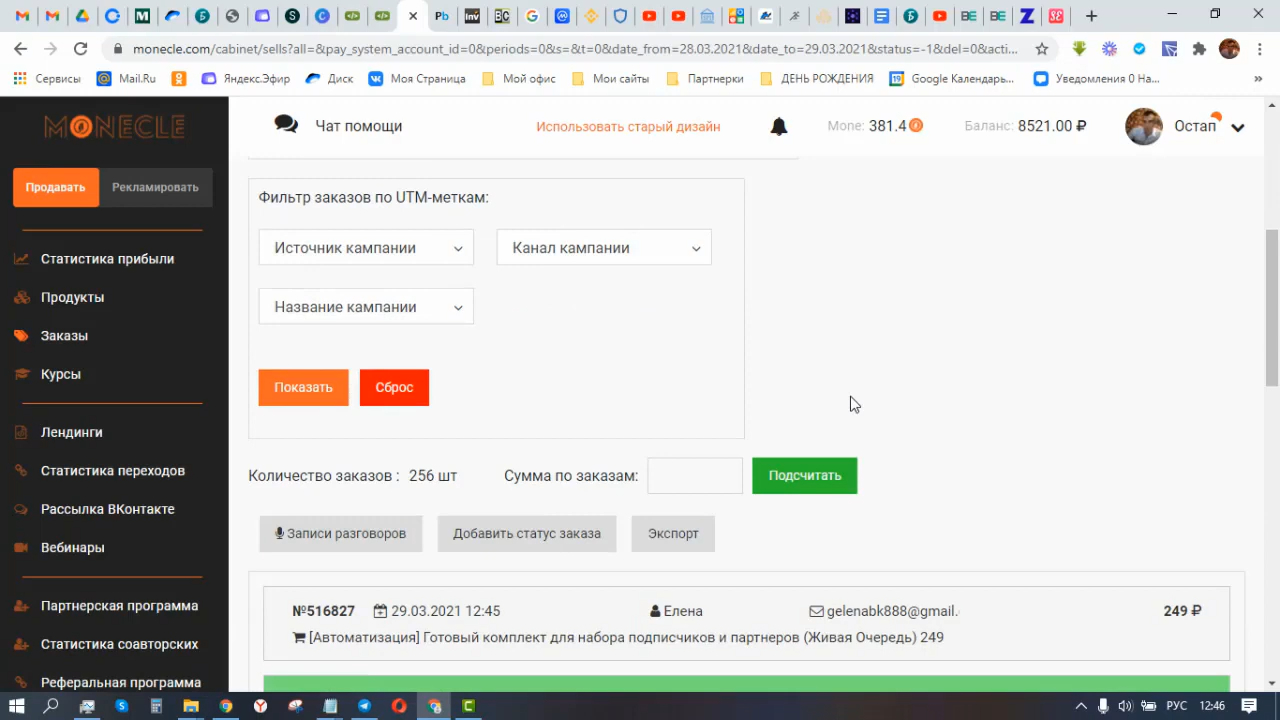 monecle.com/cabinet/sells?all=&pay_system_account_id=0&periods=0&s=&t=0&date_from=28.03.2021&date_to=29.03.2021&status=-1&del=0&acti...
Сервисы
Mail.Ru
Яндекс.Эфир
Диск
Моя Страница
Мой офис
Мои сайты
Партнерки
ДЕНЬ РОЖДЕНИЯ
Google Календарь...
Уведомления 0 На...
»
MONECLE
Чат помощи
Использовать старый дизайн
Mone: 381.4
Баланс: 8521.00 ₽
Остап
Продавать
Рекламировать
Статистика прибыли
Продукты
Заказы
Курсы
Лендинги
Статистика переходов
Рассылка ВКонтакте
Вебинары
Партнерская программа
Статистика соавторских
Реферальная программа
Фильтр заказов по UTM-меткам:
Источник кампании
Канал кампании
Название кампании
Показать
Сброс
Количество заказов : 256 шт
Сумма по заказам:
Подсчитать
Записи разговоров
Добавить статус заказа
Экспорт
№516827
29.03.2021 12:45
Елена
gelenabk888@gmail.
249 ₽
[Автоматизация] Готовый комплект для набора подписчиков и партнеров (Живая Очередь) 249
РУС
12:46